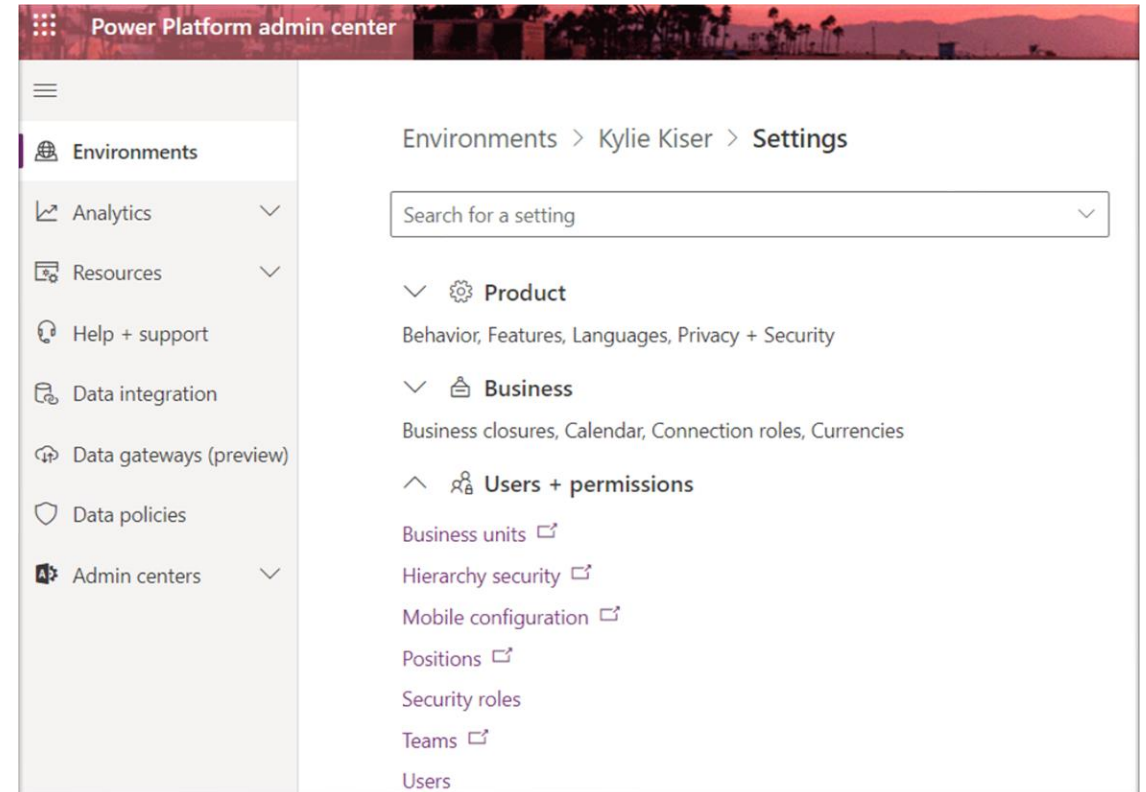 Power Platform admin center
Environments
Analytics
Resources
Help + support
Data integration
Data gateways (preview)
Data policies
Admin centers
Environments > Kylie Kiser > Settings
Search for a setting
Product
Behavior, Features, Languages, Privacy + Security
Business
Business closures, Calendar, Connection roles, Currencies
Users + permissions
Business units
Hierarchy security
Mobile configuration
Positions
Security roles
Teams
Users